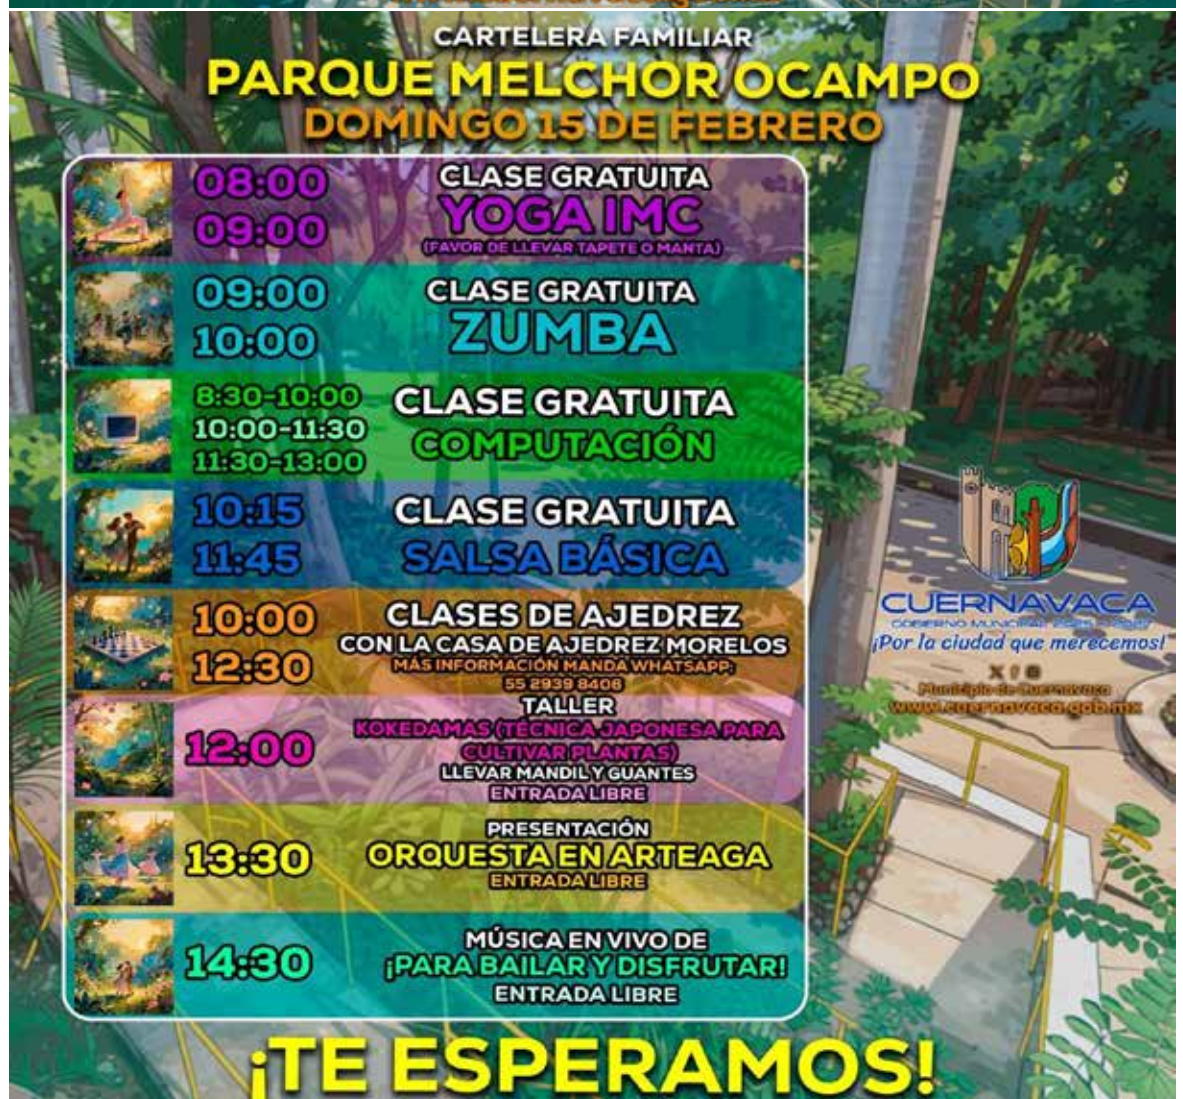 CARTELERA FAMILIAR
PARQUE MELCHOR OCAMPO
DOMINGO 15 DE FEBRERO
08:00
09:00
CLASE GRATUITA
YOGA IMC
(FAVOR DE LLEVAR TAPETE O MANTA)
09:00
10:00
CLASE GRATUITA
ZUMBA
8:30-10:00
10:00-11:30
11:30-13:00
CLASE GRATUITA
COMPUTACIÓN
10:15
11:45
CLASE GRATUITA
SALSA BÁSICA
10:00
12:30
CLASES DE AJEDREZ
CON LA CASA DE AJEDREZ MORELOS
MÁS INFORMACIÓN MANDA WHATSAPP:
55 2939 8406
12:00
TALLER
KOKEDAMAS (TÉCNICA JAPONESA PARA
CULTIVAR PLANTAS)
LLEVAR MANDIL Y GUANTES
ENTRADA LIBRE
13:30
PRESENTACIÓN
ORQUESTA EN ARTEAGA
ENTRADA LIBRE
14:30
MÚSICA EN VIVO DE
¡PARA BAILAR Y DISFRUTAR!
ENTRADA LIBRE
CUERNAVACA
GOBIERNO MUNICIPAL
¡Por la ciudad que merecemos!
Municipio de Cuernavaca
www.cuernavaca.gob.mx
¡TE ESPERAMOS!